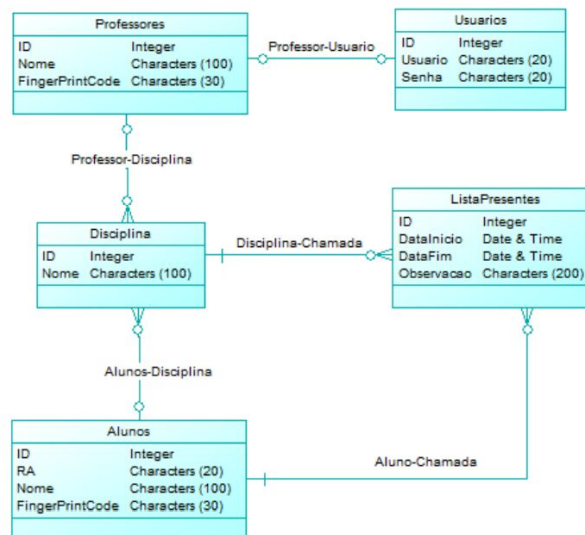 Professores
ID Integer
Nome Characters (100)
FingerPrintCode Characters (30)
Professor-Usuario
Usuarios
ID Integer
Usuario Characters (20)
Senha Characters (20)
Professor-Disciplina
Disciplina
ID Integer
Nome Characters (100)
Disciplina-Chamada
ListaPresentes
ID Integer
DataInicio Date & Time
DataFim Date & Time
Observacao Characters (200)
Alunos-Disciplina
Alunos
ID Integer
RA Characters (20)
Nome Characters (100)
FingerPrintCode Characters (30)
Aluno-Chamada